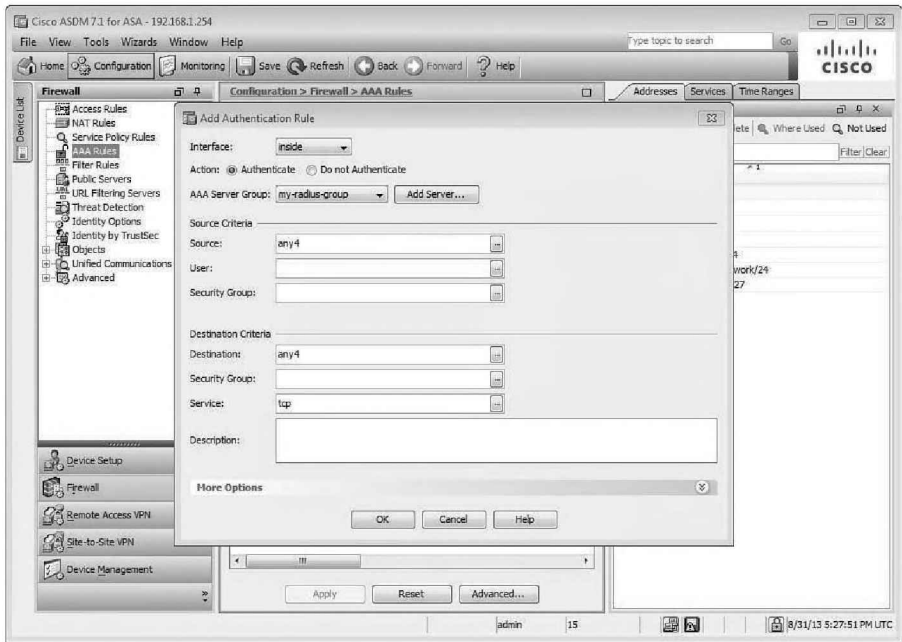 Cisco ASDM 7.1 for ASA - 192.168.1.254
File View Tools Wizards Window Help
Type topic to search Go
Home Configuration Monitoring Save Refresh Back Forward Help
CISCO
Device List
Firewall
Access Rules
NAT Rules
Service Policy Rules
AAA Rules
Filter Rules
Public Servers
URL Filtering Servers
Threat Detection
Identity Options
Identity by TrustSec
Objects
Unified Communications
Advanced
Device Setup
Firewall
Remote Access VPN
Site-to-Site VPN
Device Management
Configuration > Firewall > AAA Rules
Add Authentication Rule
Interface: inside
Action: Authenticate Do not Authenticate
AAA Server Group: my-radius-group Add Server...
Source Criteria
Source: any4
User:
Security Group:
Destination Criteria
Destination: any4
Security Group:
Service: tcp
Description:
More Options
OK Cancel Help
Apply Reset Advanced...
Addresses Services Time Ranges
lete Where Used Not Used
Filter Clear
1
4
work/24
27
admin 15 8/31/13 5:27:51 PM UTC